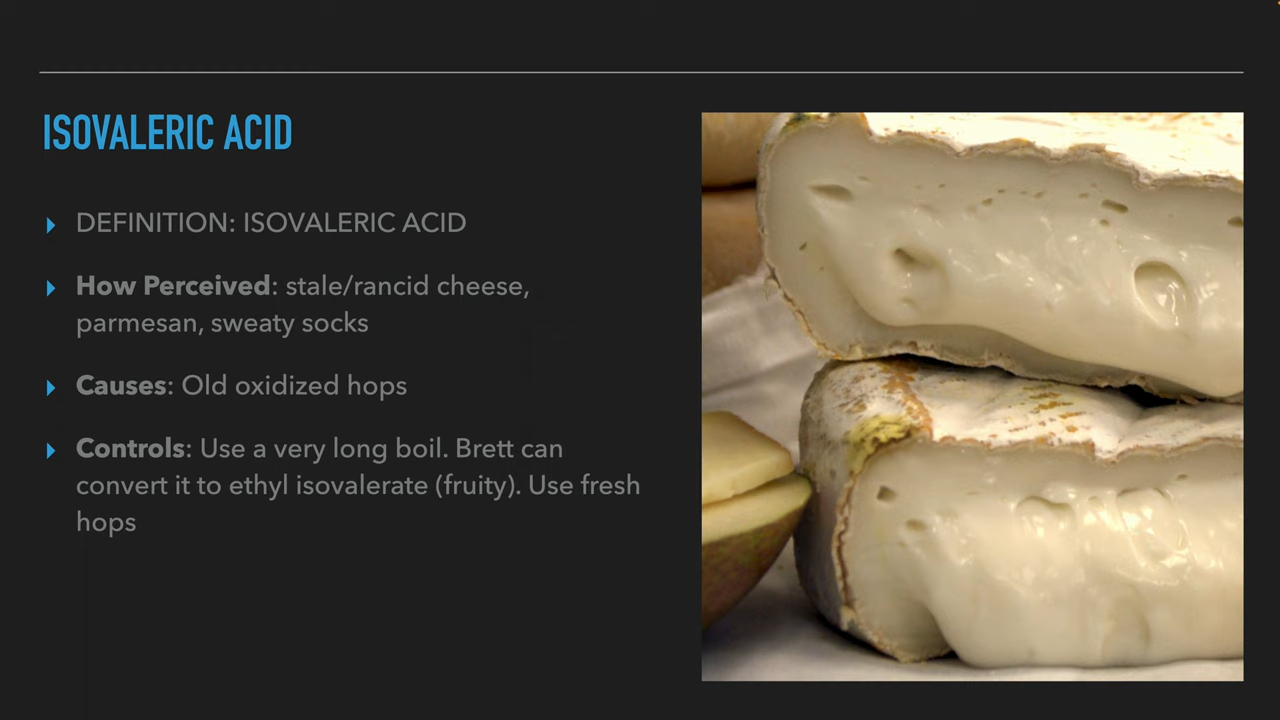 ISOVALERIC ACID
DEFINITION: ISOVALERIC ACID
How Perceived: stale/rancid cheese,
parmesan, sweaty socks
Causes: Old oxidized hops
Controls: Use a very long boil. Brett can
convert it to ethyl isovalerate (fruity). Use fresh
hops